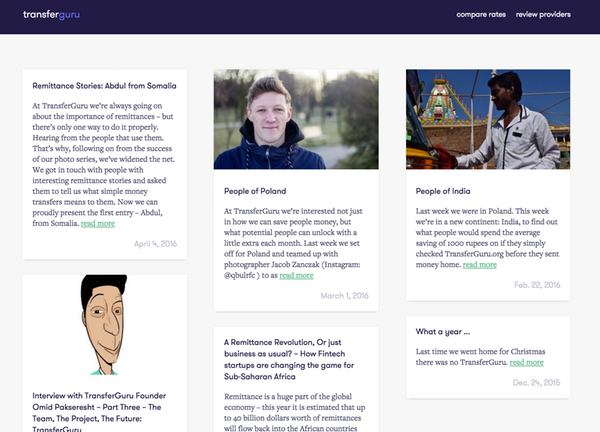 transferguru
compare rates review providers
Remittance Stories: Abdul from Somalia
At TransferGuru we're always going on
about the importance of remittances – but
there's only one way to do it properly.
Hearing from the people that use them.
That's why, following on from the success
of our photo series, we've widened the net.
We got in touch with people with
interesting remittance stories and asked
them to tell us what simple money
transfers means to them. Now we can
proudly present the first entry – Abdul,
from Somalia. read more
April 4, 2016
Interview with TransferGuru Founder
Omid Pakseresht – Part Three – The
Team, The Project, The Future:
TransferGuru
People of Poland
At TransferGuru we're interested not just
in how we can save people money, but
what potential people can unlock with a
little extra each month. Last week we set
off for Poland and teamed up with
photographer Jacob Zanczak (Instagram:
@qbulrfc ) to as read more
March 1, 2016
A Remittance Revolution, Or just
business as usual? – How Fintech
startups are changing the game for
Sub-Saharan Africa
Remittance is a huge part of the global
economy – this year it is estimated that up
to 40 billion dollars worth of remittances
will flow back into the African countries
People of India
Last week we were in Poland. This week
we're in a new continent: India, to find out
what people would spend the average
saving of 1000 rupees on if they simply
checked TransferGuru.org before they sent
money home. read more
Feb. 22, 2016
What a year ...
Last time we went home for Christmas
there was no TransferGuru. read more
Dec. 24, 2015